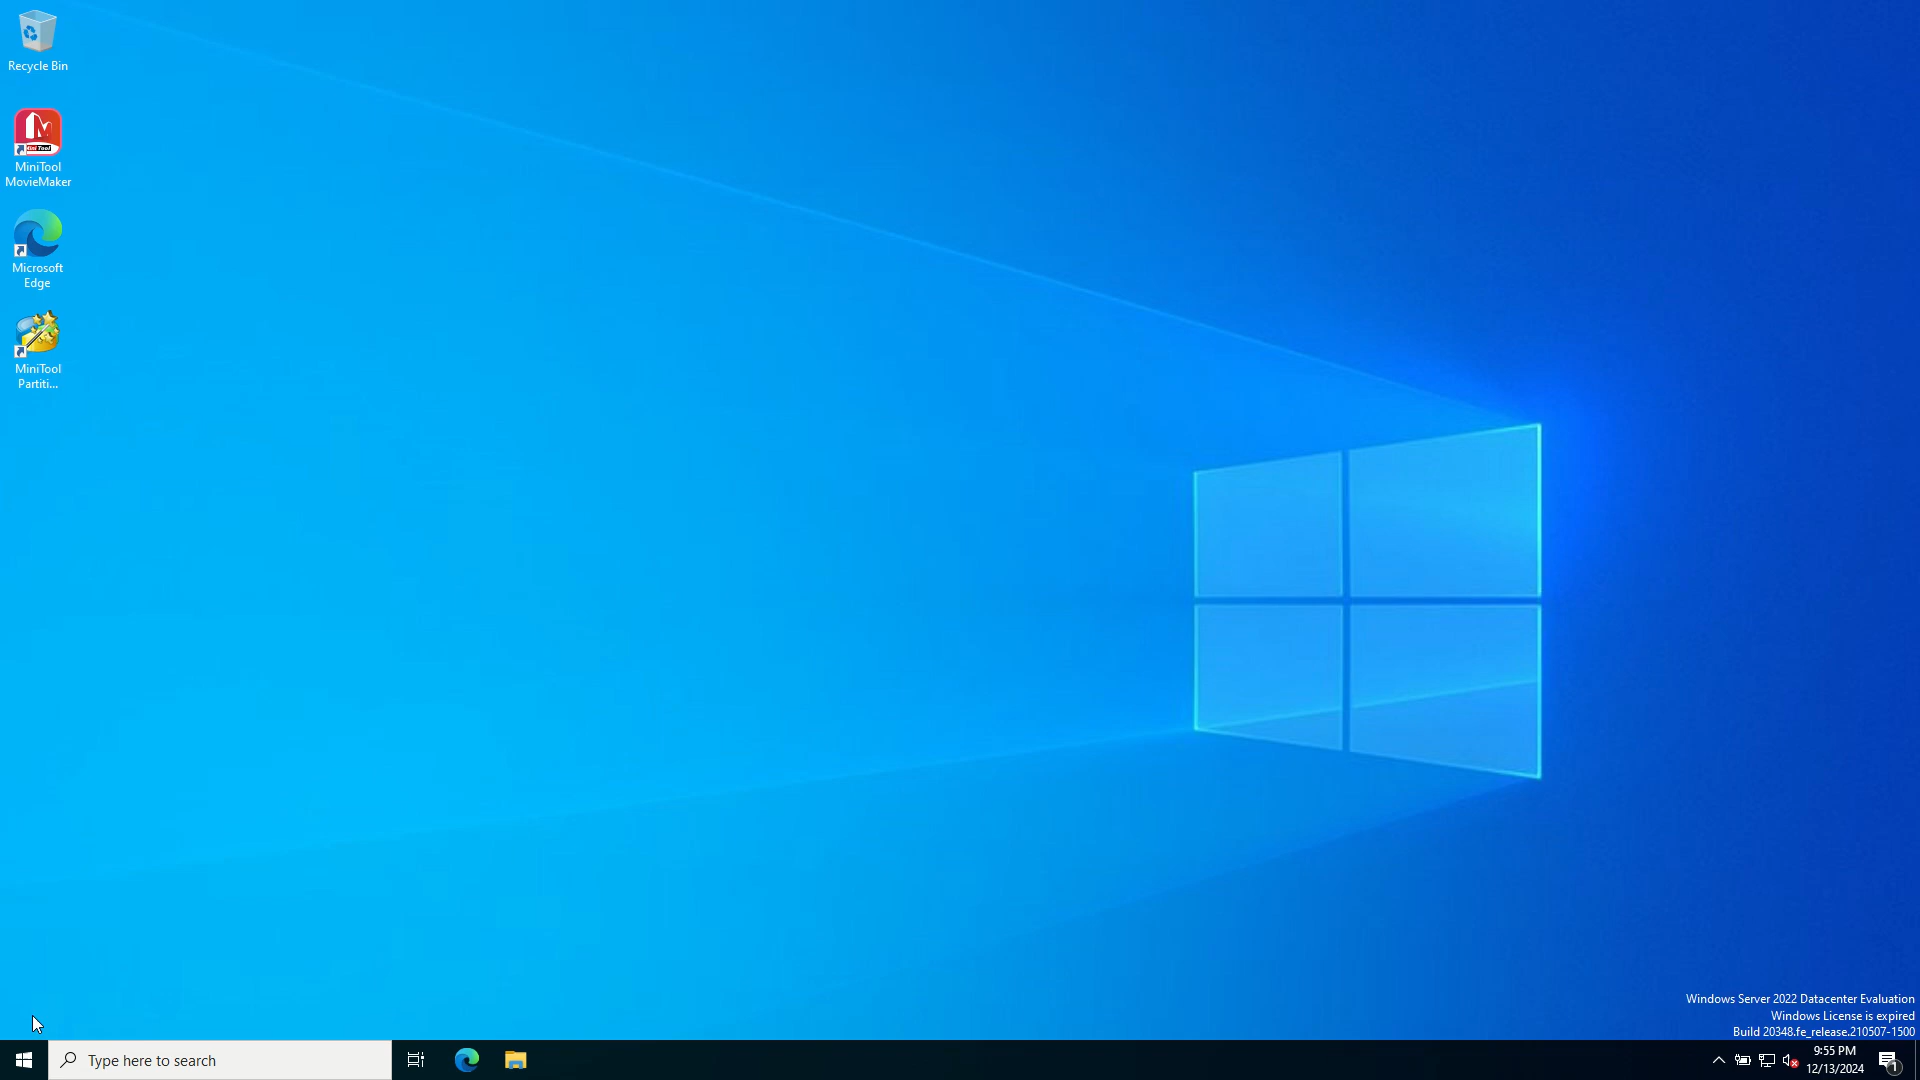 Recycle Bin
MiniTool
MovieMaker
Microsoft
Edge
MiniTool
Partiti...
Windows Server 2022 Datacenter Evaluation
Windows License is expired
Build 20348.fe_release.210507-1500
Type here to search
9:55 PM
12/13/2024
1